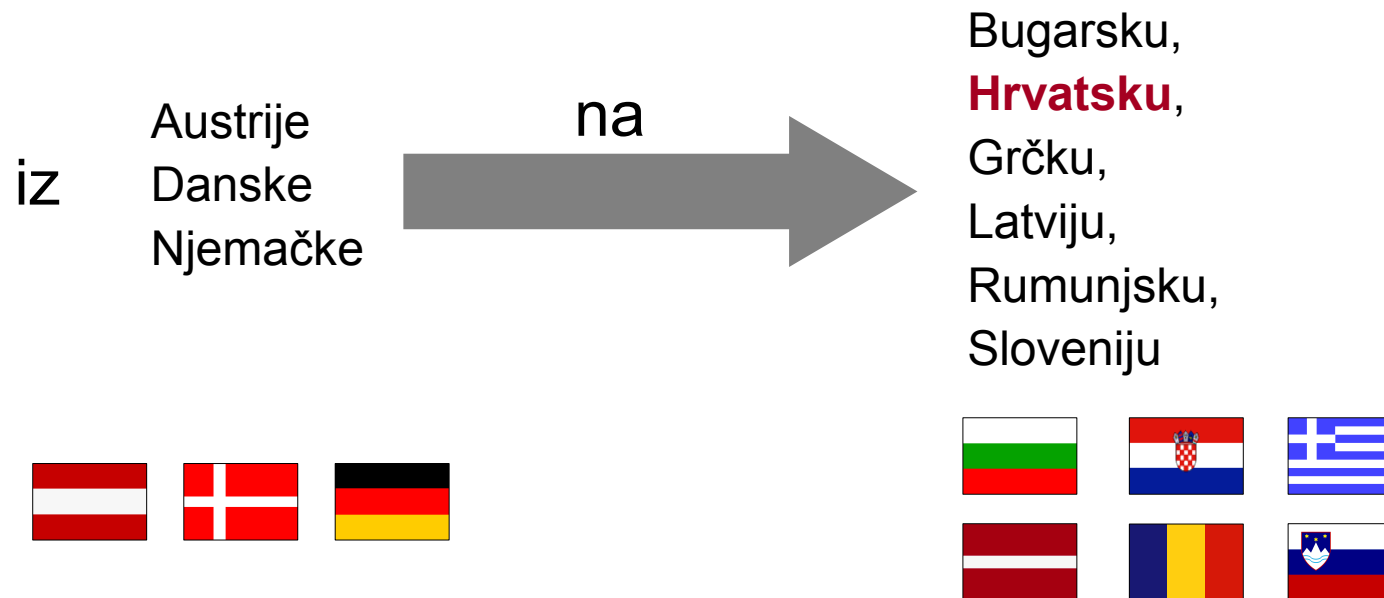 iz
Austrije
Danske
Njemačke
na
Bugarsku,
Hrvatsku,
Grčku,
Latviju,
Rumunjsku,
Sloveniju